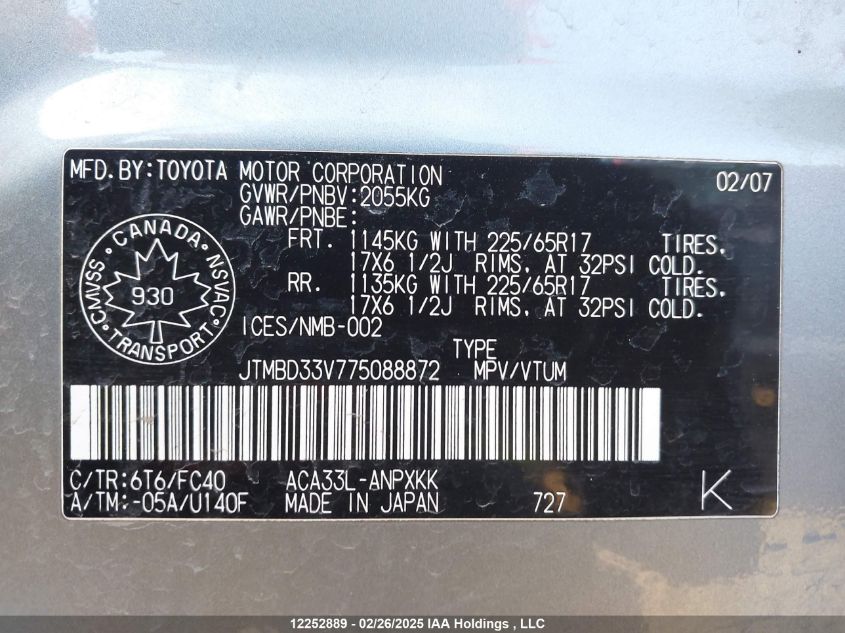 MFD. BY: TOYOTA MOTOR CORPORATION 02/07
GVWR/PNBV: 2055KG
GAWR/PNBE:
FRT. 1145KG WITH 225/65R17 TIRES.
17X6 1/2J RIMS, AT 32PSI COLD.
RR. 1135KG WITH 225/65R17 TIRES.
17X6 1/2J RIMS, AT 32PSI COLD.
CANADA
CMVSS 930 NSVAC
TRANSPORT
ICES/NMB-002
TYPE
JTMBD33V775088872 MPV/VTUM
C/TR: 6T6/FC40 ACA33L-ANPXKK
A/TM: -05A/U140F MADE IN JAPAN 727 K
12252889 - 02/26/2025 IAA Holdings , LLC